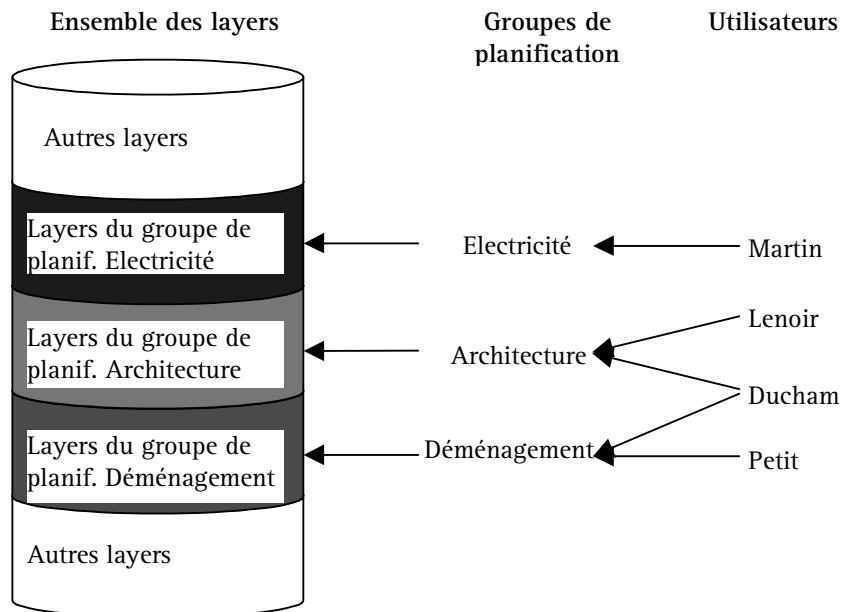 Ensemble des layers
Groupes de
planification
Utilisateurs
Autres layers
Layers du groupe de
planif. Electricité
Electricité
Martin
Layers du groupe de
planif. Architecture
Architecture
Lenoir
Ducham
Layers du groupe de
planif. Déménagement
Déménagement
Petit
Autres layers